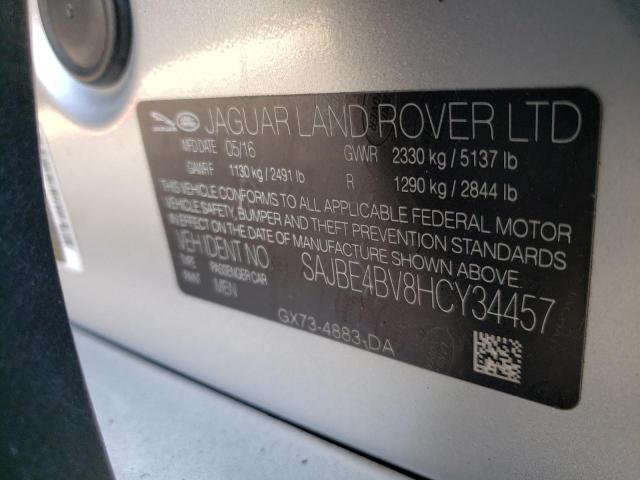 JAGUAR LAND ROVER LTD
MFD.DATE 05/16 GVWR 2330 kg / 5137 lb
GAWR F 1130 kg / 2491 lb R 1290 kg / 2844 lb
THIS VEHICLE CONFORMS TO ALL APPLICABLE FEDERAL MOTOR
VEHICLE SAFETY, BUMPER AND THEFT PREVENTION STANDARDS
IN EFFECT ON THE DATE OF MANUFACTURE SHOWN ABOVE.
VEH IDENT NO SAJBE4BV8HCY34457
TYPE PASSENGER CAR
PAINT MEN
GX73-4883-DA